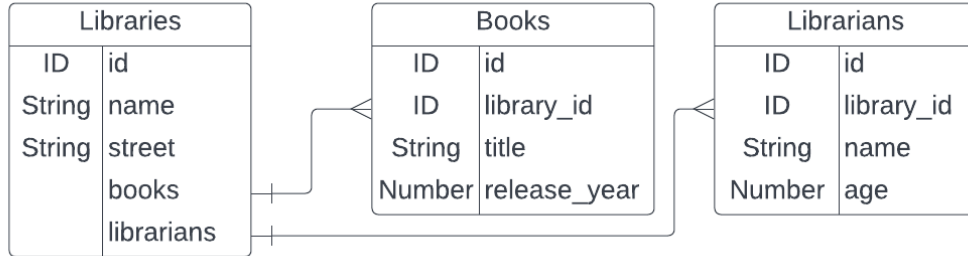 Libraries
ID id
String name
String street
books
librarians
Books
ID id
ID library_id
String title
Number release_year
Librarians
ID id
ID library_id
String name
Number age